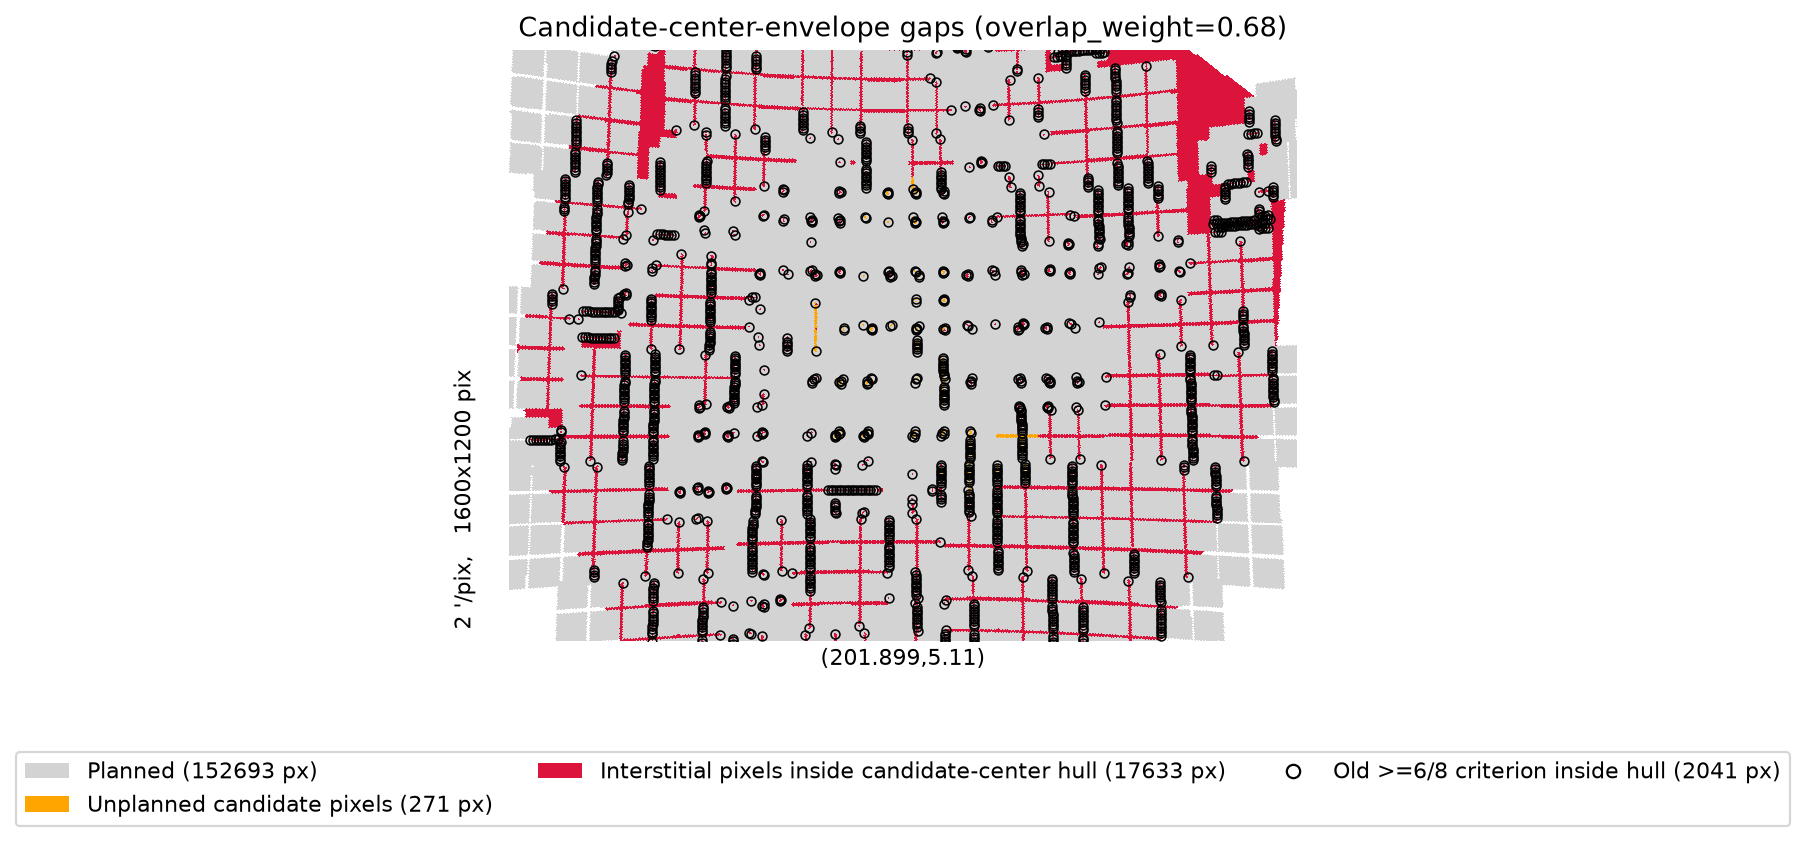 Candidate-center-envelope gaps (overlap_weight=0.68)
2 '/pix,   1600x1200 pix
(201.899,5.11)
Planned (152693 px)
Unplanned candidate pixels (271 px)
Interstitial pixels inside candidate-center hull (17633 px)
Old >=6/8 criterion inside hull (2041 px)